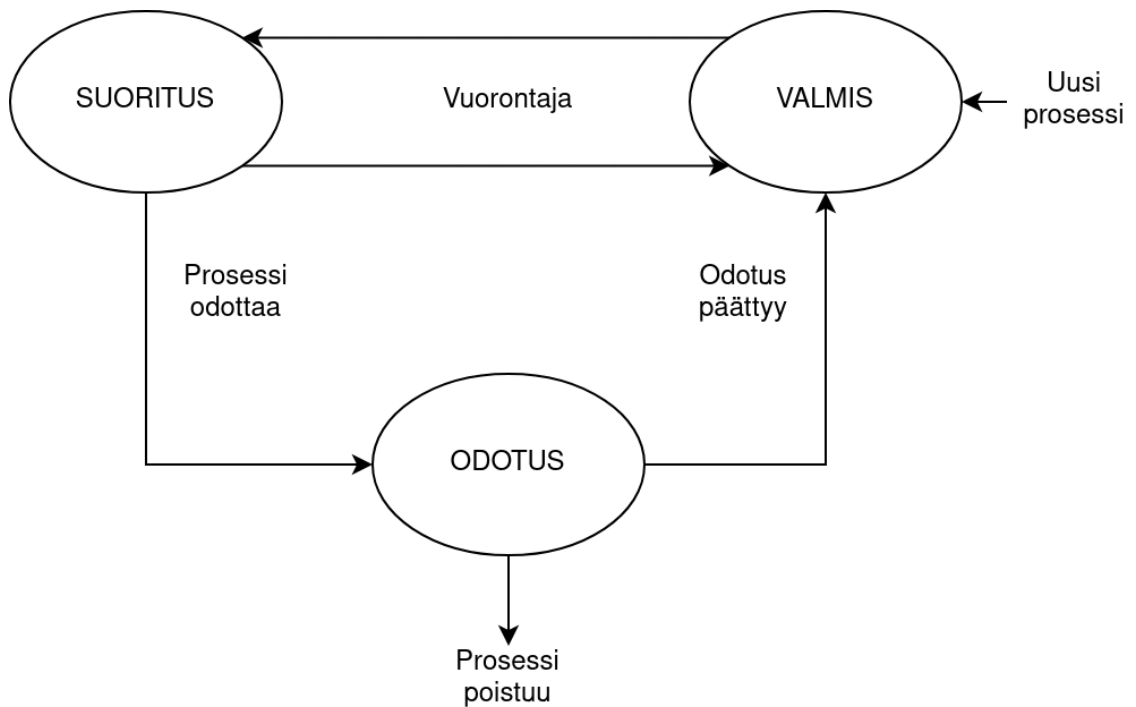 SUORITUS
Vuorontaja
VALMIS
Uusi
prosessi
Prosessi
odottaa
Odotus
päättyy
ODOTUS
Prosessi
poistuu